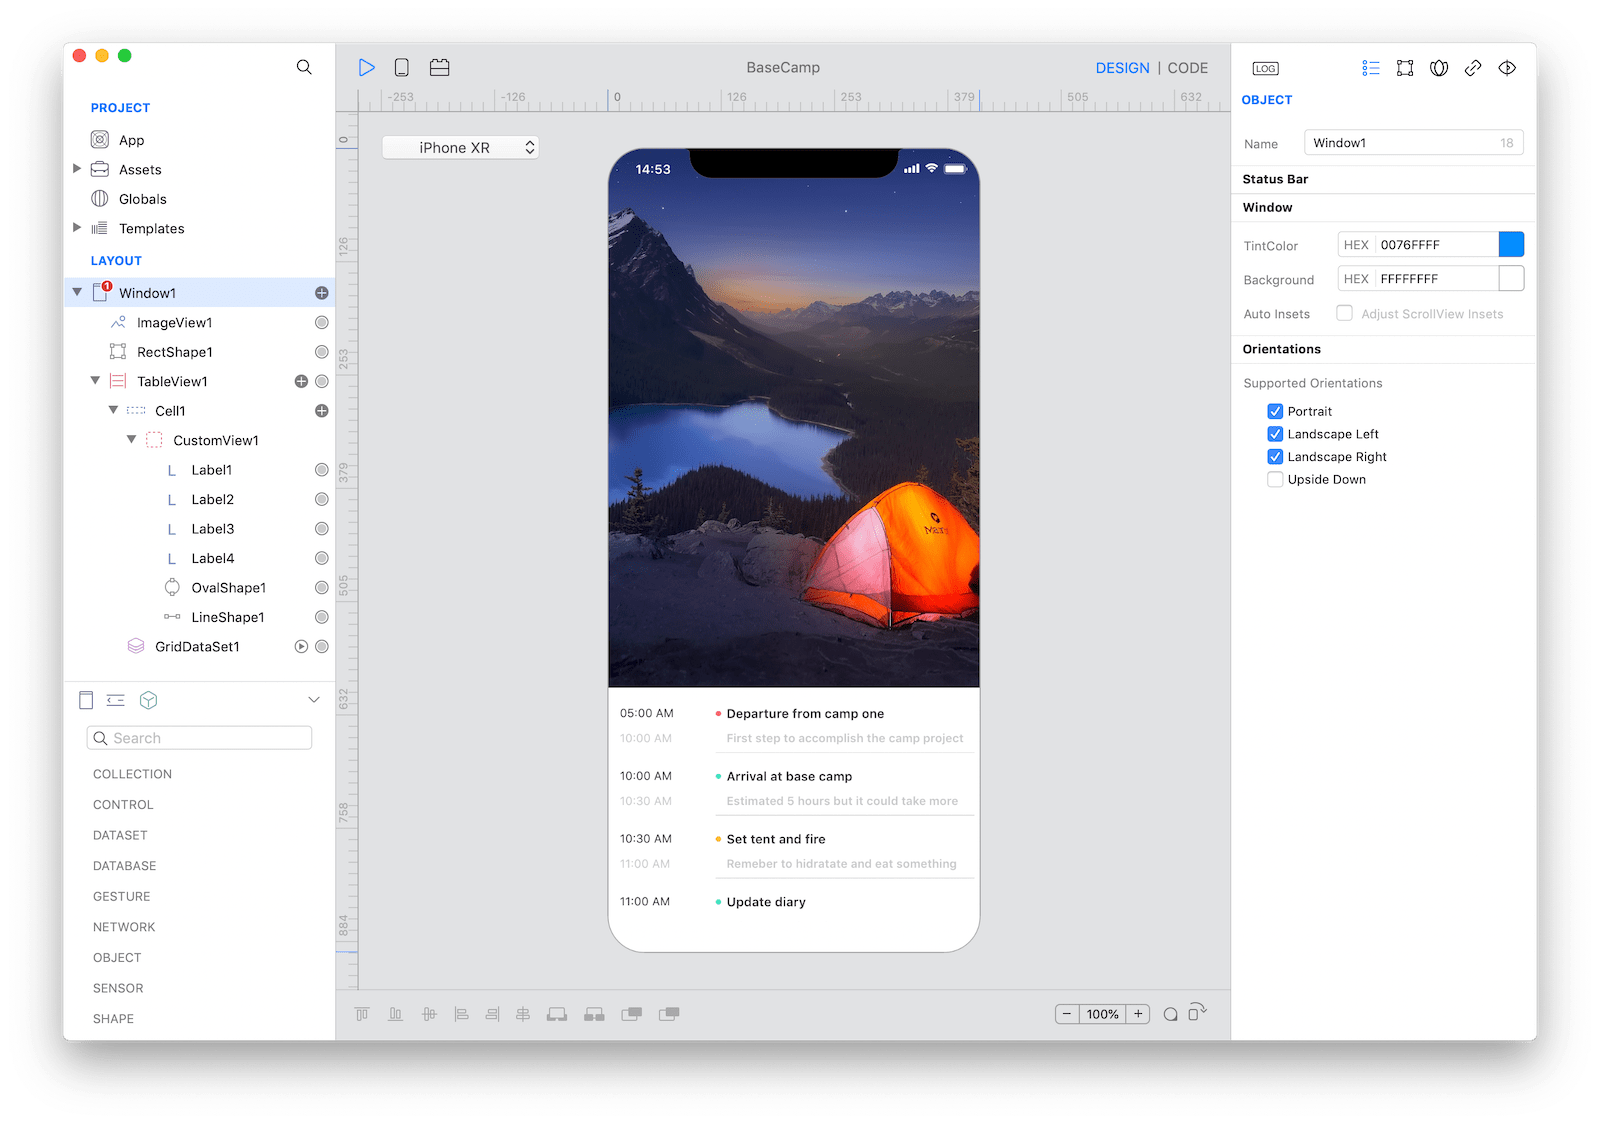 PROJECT
App
Assets
Globals
Templates
LAYOUT
1
Window1
ImageView1
RectShape1
TableView1
Cell1
CustomView1
L Label1
L Label2
L Label3
L Label4
OvalShape1
LineShape1
GridDataSet1
Search
COLLECTION
CONTROL
DATASET
DATABASE
GESTURE
NETWORK
OBJECT
SENSOR
SHAPE
BaseCamp
DESIGN | CODE
-253 -126 0 126 253 379 505 632
0
126
253
379
505
632
758
884
iPhone XR
14:53
05:00 AM Departure from camp one
10:00 AM First step to accomplish the camp project
10:00 AM Arrival at base camp
10:30 AM Estimated 5 hours but it could take more
10:30 AM Set tent and fire
11:00 AM Remeber to hidratate and eat something
11:00 AM Update diary
− 100% +
LOG
OBJECT
Name Window1 18
Status Bar
Window
TintColor HEX 0076FFFF
Background HEX FFFFFFFF
Auto Insets Adjust ScrollView Insets
Orientations
Supported Orientations
Portrait
Landscape Left
Landscape Right
Upside Down